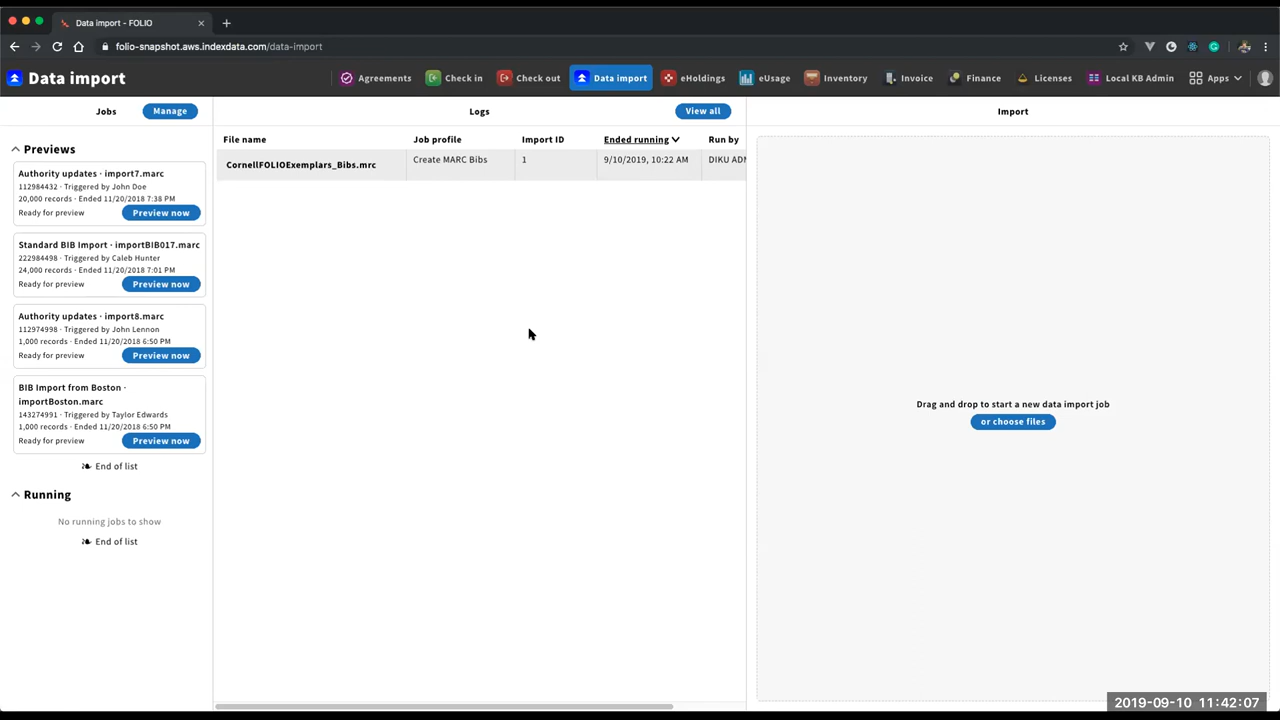 Data import - FOLIO
folio-snapshot.aws.indexdata.com/data-import
Data import
Agreements
Check in
Check out
Data import
eHoldings
eUsage
Inventory
Invoice
Finance
Licenses
Local KB Admin
Apps
Jobs
Manage
Previews
Authority updates · import7.marc
112984432 · Triggered by John Doe
20,000 records · Ended 11/20/2018 7:38 PM
Ready for preview
Preview now
Standard BIB Import · importBIB017.marc
222984498 · Triggered by Caleb Hunter
24,000 records · Ended 11/20/2018 7:01 PM
Ready for preview
Preview now
Authority updates · import8.marc
112974998 · Triggered by John Lennon
1,000 records · Ended 11/20/2018 6:50 PM
Ready for preview
Preview now
BIB Import from Boston ·
importBoston.marc
143274991 · Triggered by Taylor Edwards
1,000 records · Ended 11/20/2018 6:50 PM
Ready for preview
Preview now
End of list
Running
No running jobs to show
End of list
Logs
View all
File name
Job profile
Import ID
Ended running
Run by
CornellFOLIOExemplars_Bibs.mrc
Create MARC Bibs
1
9/10/2019, 10:22 AM
DIKU
Import
Drag and drop to start a new data import job
or choose files
2019-09-10 11:42:07